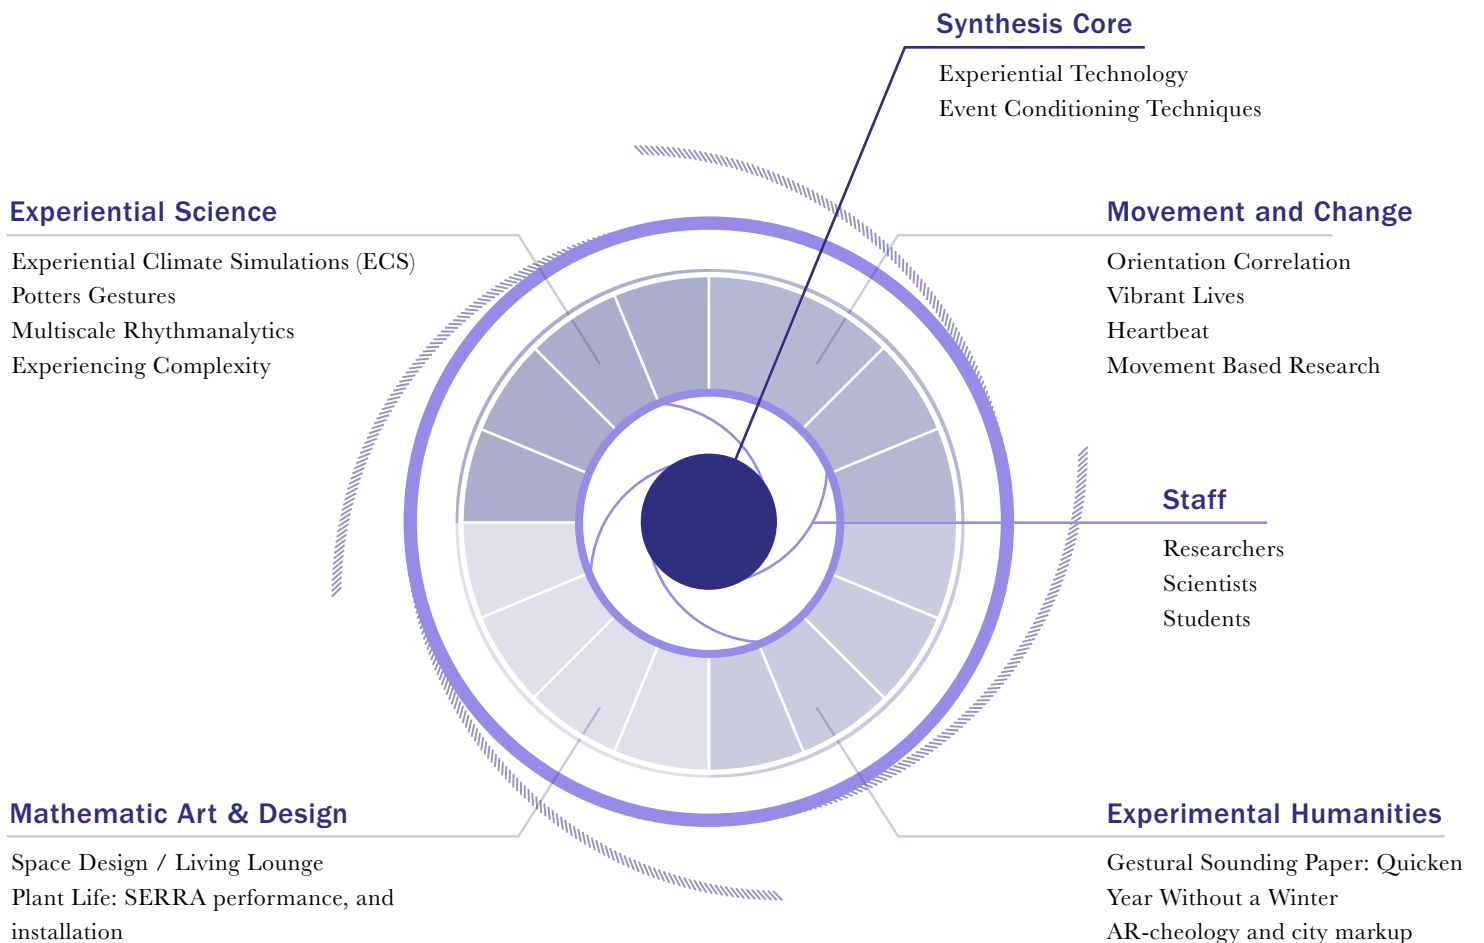 Synthesis Core
Experiential Technology
Event Conditioning Techniques
Experiential Science
Experiential Climate Simulations (ECS)
Potters Gestures
Multiscale Rhythmanalytics
Experiencing Complexity
Movement and Change
Orientation Correlation
Vibrant Lives
Heartbeat
Movement Based Research
Staff
Researchers
Scientists
Students
Mathematic Art & Design
Space Design / Living Lounge
Plant Life: SERRA performance, and
installation
Experimental Humanities
Gestural Sounding Paper: Quicken
Year Without a Winter
AR-cheology and city markup